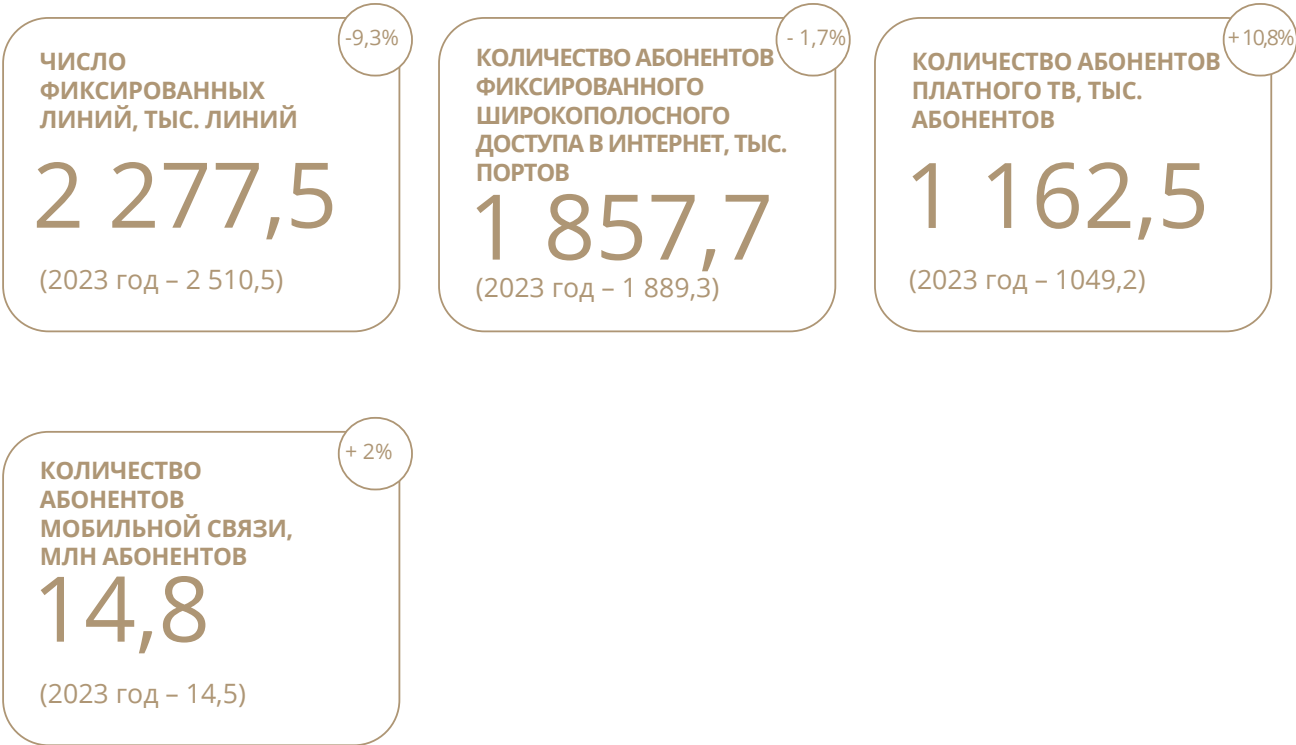 -9,3%
ЧИСЛО
ФИКСИРОВАННЫХ
ЛИНИЙ, ТЫС. ЛИНИЙ
2 277,5
(2023 год – 2 510,5)
- 1,7%
КОЛИЧЕСТВО АБОНЕНТОВ
ФИКСИРОВАННОГО
ШИРОКОПОЛОСНОГО
ДОСТУПА В ИНТЕРНЕТ, ТЫС.
ПОРТОВ
1 857,7
(2023 год – 1 889,3)
+ 10,8%
КОЛИЧЕСТВО АБОНЕНТОВ
ПЛАТНОГО ТВ, ТЫС.
АБОНЕНТОВ
1 162,5
(2023 год – 1049,2)
+ 2%
КОЛИЧЕСТВО
АБОНЕНТОВ
МОБИЛЬНОЙ СВЯЗИ,
МЛН АБОНЕНТОВ
14,8
(2023 год – 14,5)